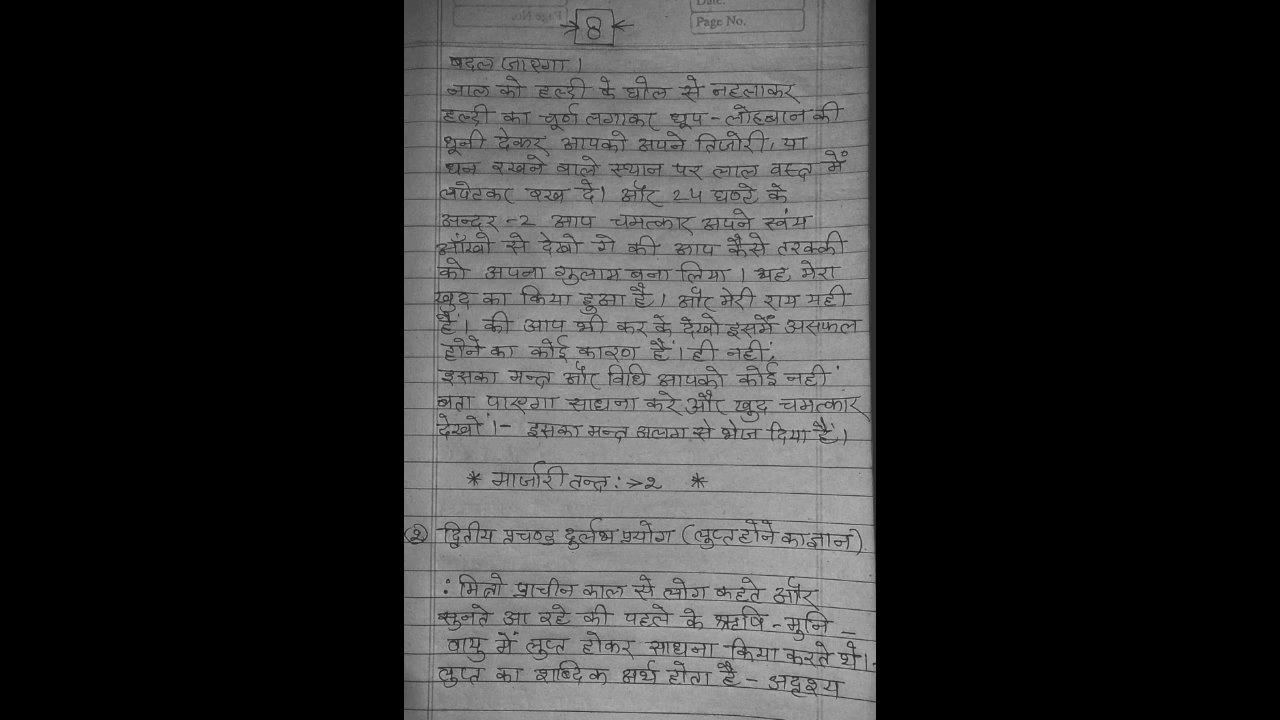 Date.
Page No.
8
बदल जाएगा।
नाल को हल्दी के घोल से नहलाकर
हल्दी का चूर्ण लगाकर धूप-लोहबान की
धूनी देकर आपको अपने तिजोरी, या
धन रखने वाले स्थान पर लाल वस्त्र में
लपेटकर रख दे। और 24 घण्टे के
अन्दर-2 आप चमत्कार अपने स्वंम
आँखो से देखो गे की आप कैसे तरक्की
को अपना गुलाम बना लिया। यह मेरा
खुद का किया हुआ है। और मेरी राय यही
हैं। की आप भी कर के देखो इसमें असफल
होने का कोई कारण हैं। ही नहीं,
इसका मन्त्र और विधि आपको कोई नहीं
बता पाएगा साधना करे और खुद चमत्कार
देखों।- इसका मन्त्र अलग से भेज दिया हैं।
* मार्जारी तन्त्र :->2 *
(2) द्वितीय प्रचण्ड दुर्लभ प्रयोग (लुप्त होंने का ज्ञान)
: मित्रो प्राचीन काल से लोग कहते और
सुनते आ रहे की पहले के ऋषि-मुनि -
वायु में लुप्त होकर साधना किया करते थे।
लुप्त का शाब्दिक अर्थ होता है - अदृश्य